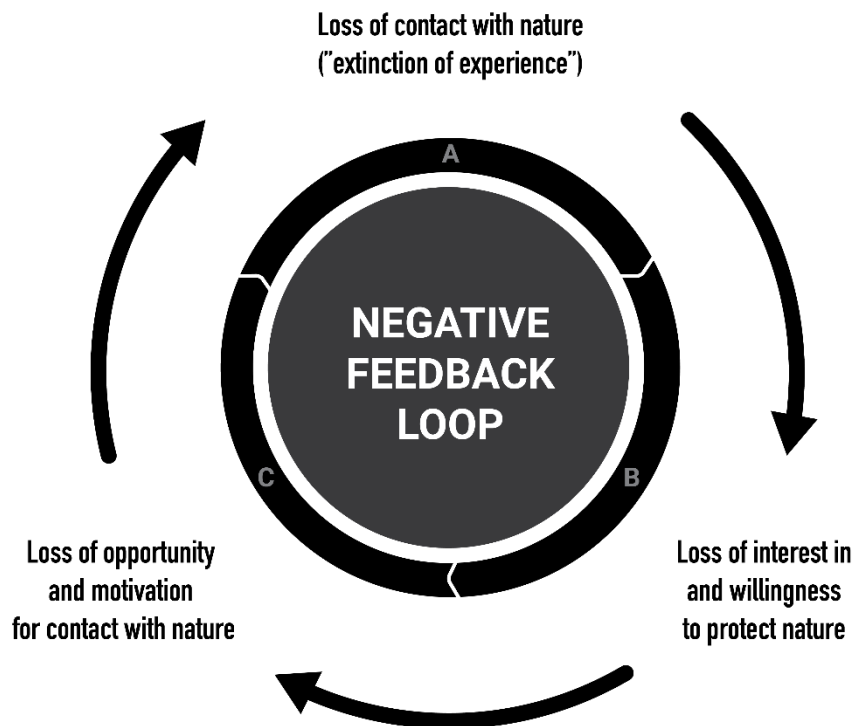 Loss of contact with nature
("extinction of experience")
A
NEGATIVE
FEEDBACK
LOOP
C
B
Loss of opportunity
and motivation
for contact with nature
Loss of interest in
and willingness
to protect nature